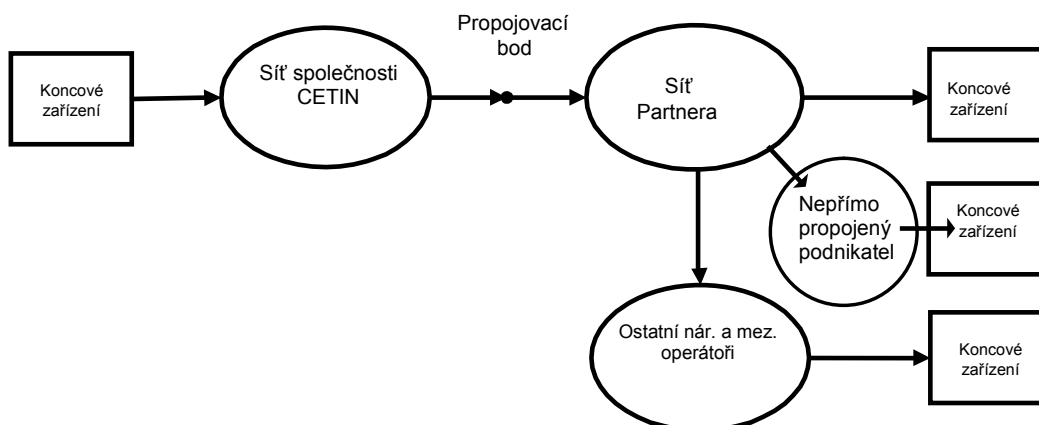 Propojovací
bod
Koncové
zařízení
Síť společnosti
CETIN
Síť
Partnera
Koncové
zařízení
Nepřímo
propojený
podnikatel
Koncové
zařízení
Ostatní nár. a mez.
operátoři
Koncové
zařízení